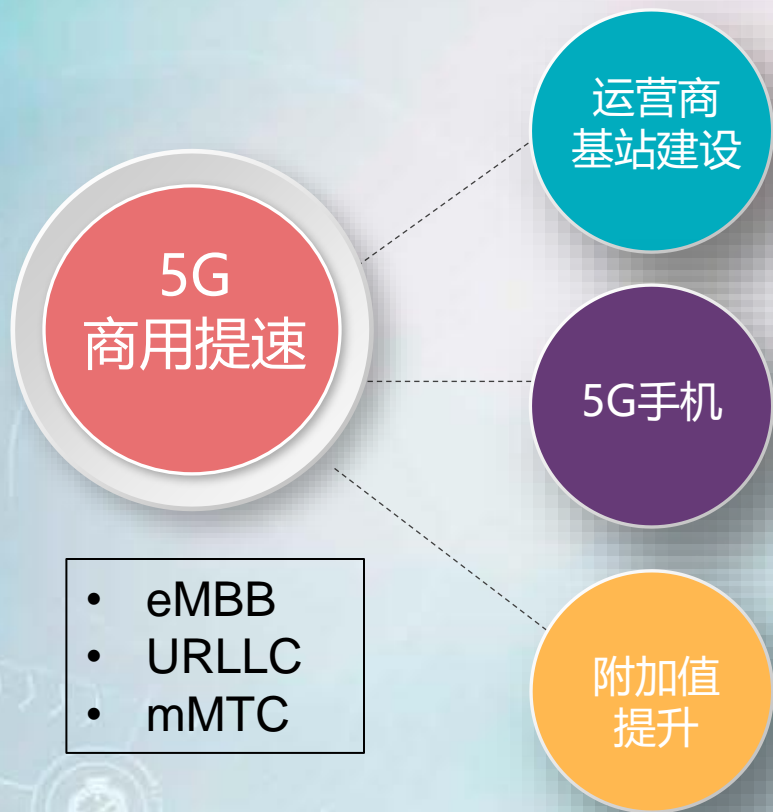 5G
商用提速
运营商
基站建设
5G手机
附加值
提升
• eMBB
• URLLC
• mMTC